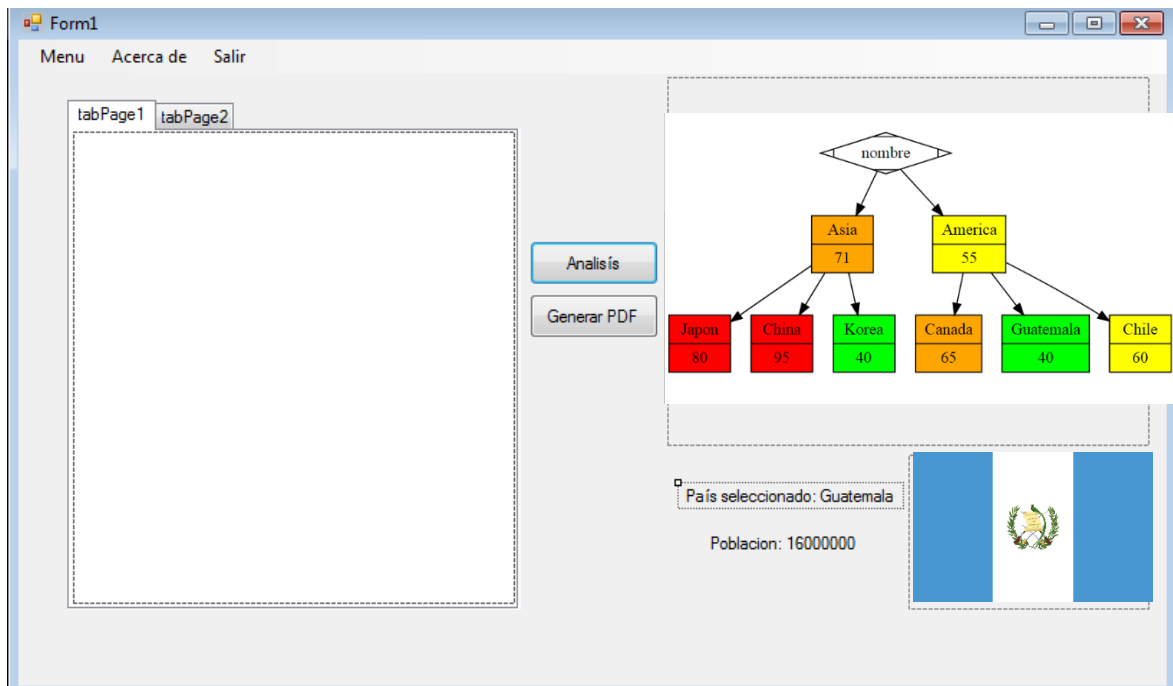 Form1
Menu Acerca de Salir
tabPage1 tabPage2
Analisís
Generar PDF
nombre
Asia America
71 55
Japon China Korea Canada Guatemala Chile
80 95 40 65 40 60
País seleccionado: Guatemala
Poblacion: 16000000